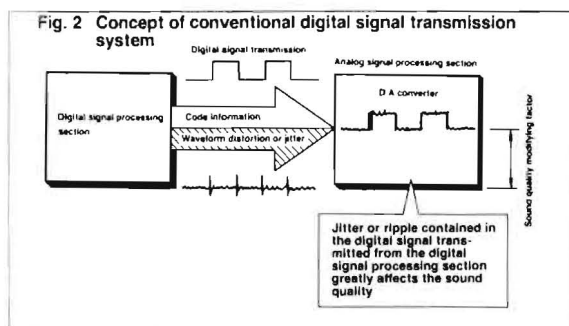 Fig. 2 Concept of conventional digital signal transmission
system
Digital signal transmission
Analog signal processing section
Digital signal processing
section
Code information
Waveform distortion or jitter
D A converter
Sound quality modifying factor
Jitter or ripple contained in
the digital signal trans-
mitted from the digital
signal processing section
greatly affects the sound
quality